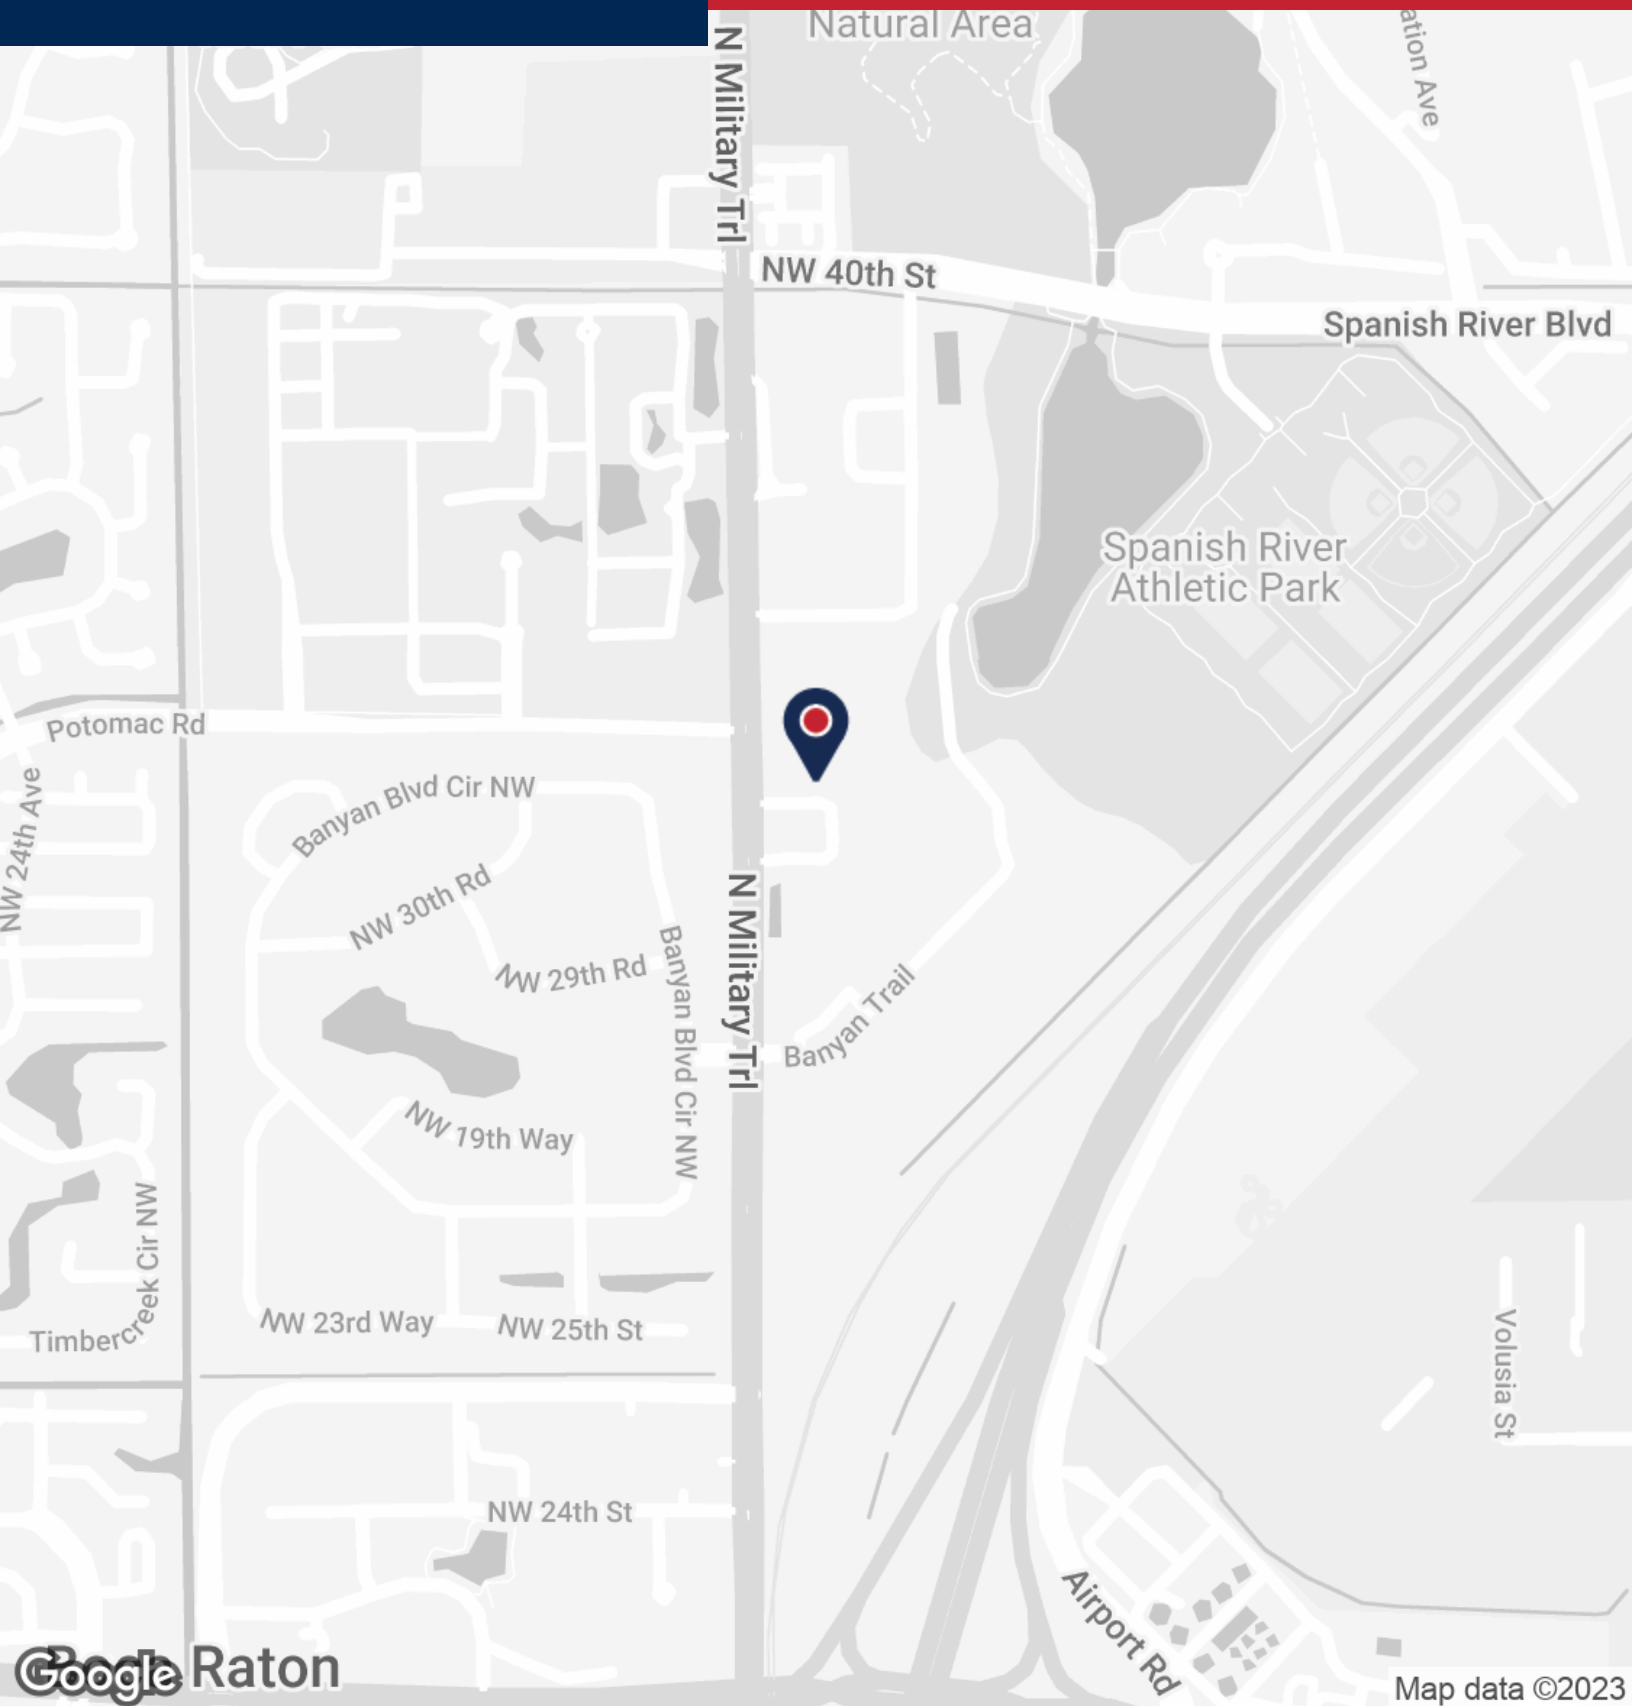 Natural Area
ation Ave
N Military Trl
NW 40th St
Spanish River Blvd
Spanish River
Athletic Park
Potomac Rd
NW 24th Ave
Banyan Blvd Cir NW
NW 30th Rd
NW 29th Rd
Banyan Blvd Cir NW
N Military Trl
Banyan Trail
NW 19th Way
Timbercreek Cir NW
NW 23rd Way
NW 25th St
Volusia St
NW 24th St
Airport Rd
Raton
Google
Map data ©2023